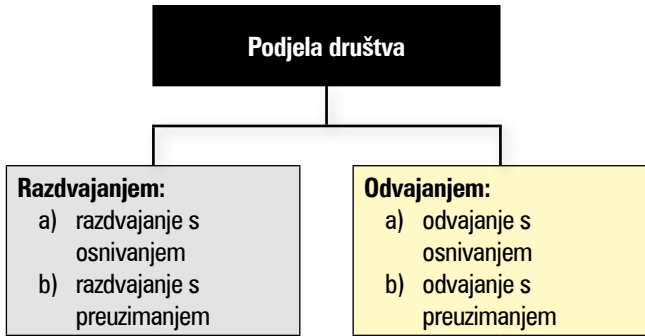 Podjela društva
Razdvajanjem:
a) razdvajanje s
osnivanjem
b) razdvajanje s
preuzimanjem
Odvajanjem:
a) odvajanje s
osnivanjem
b) odvajanje s
preuzimanjem